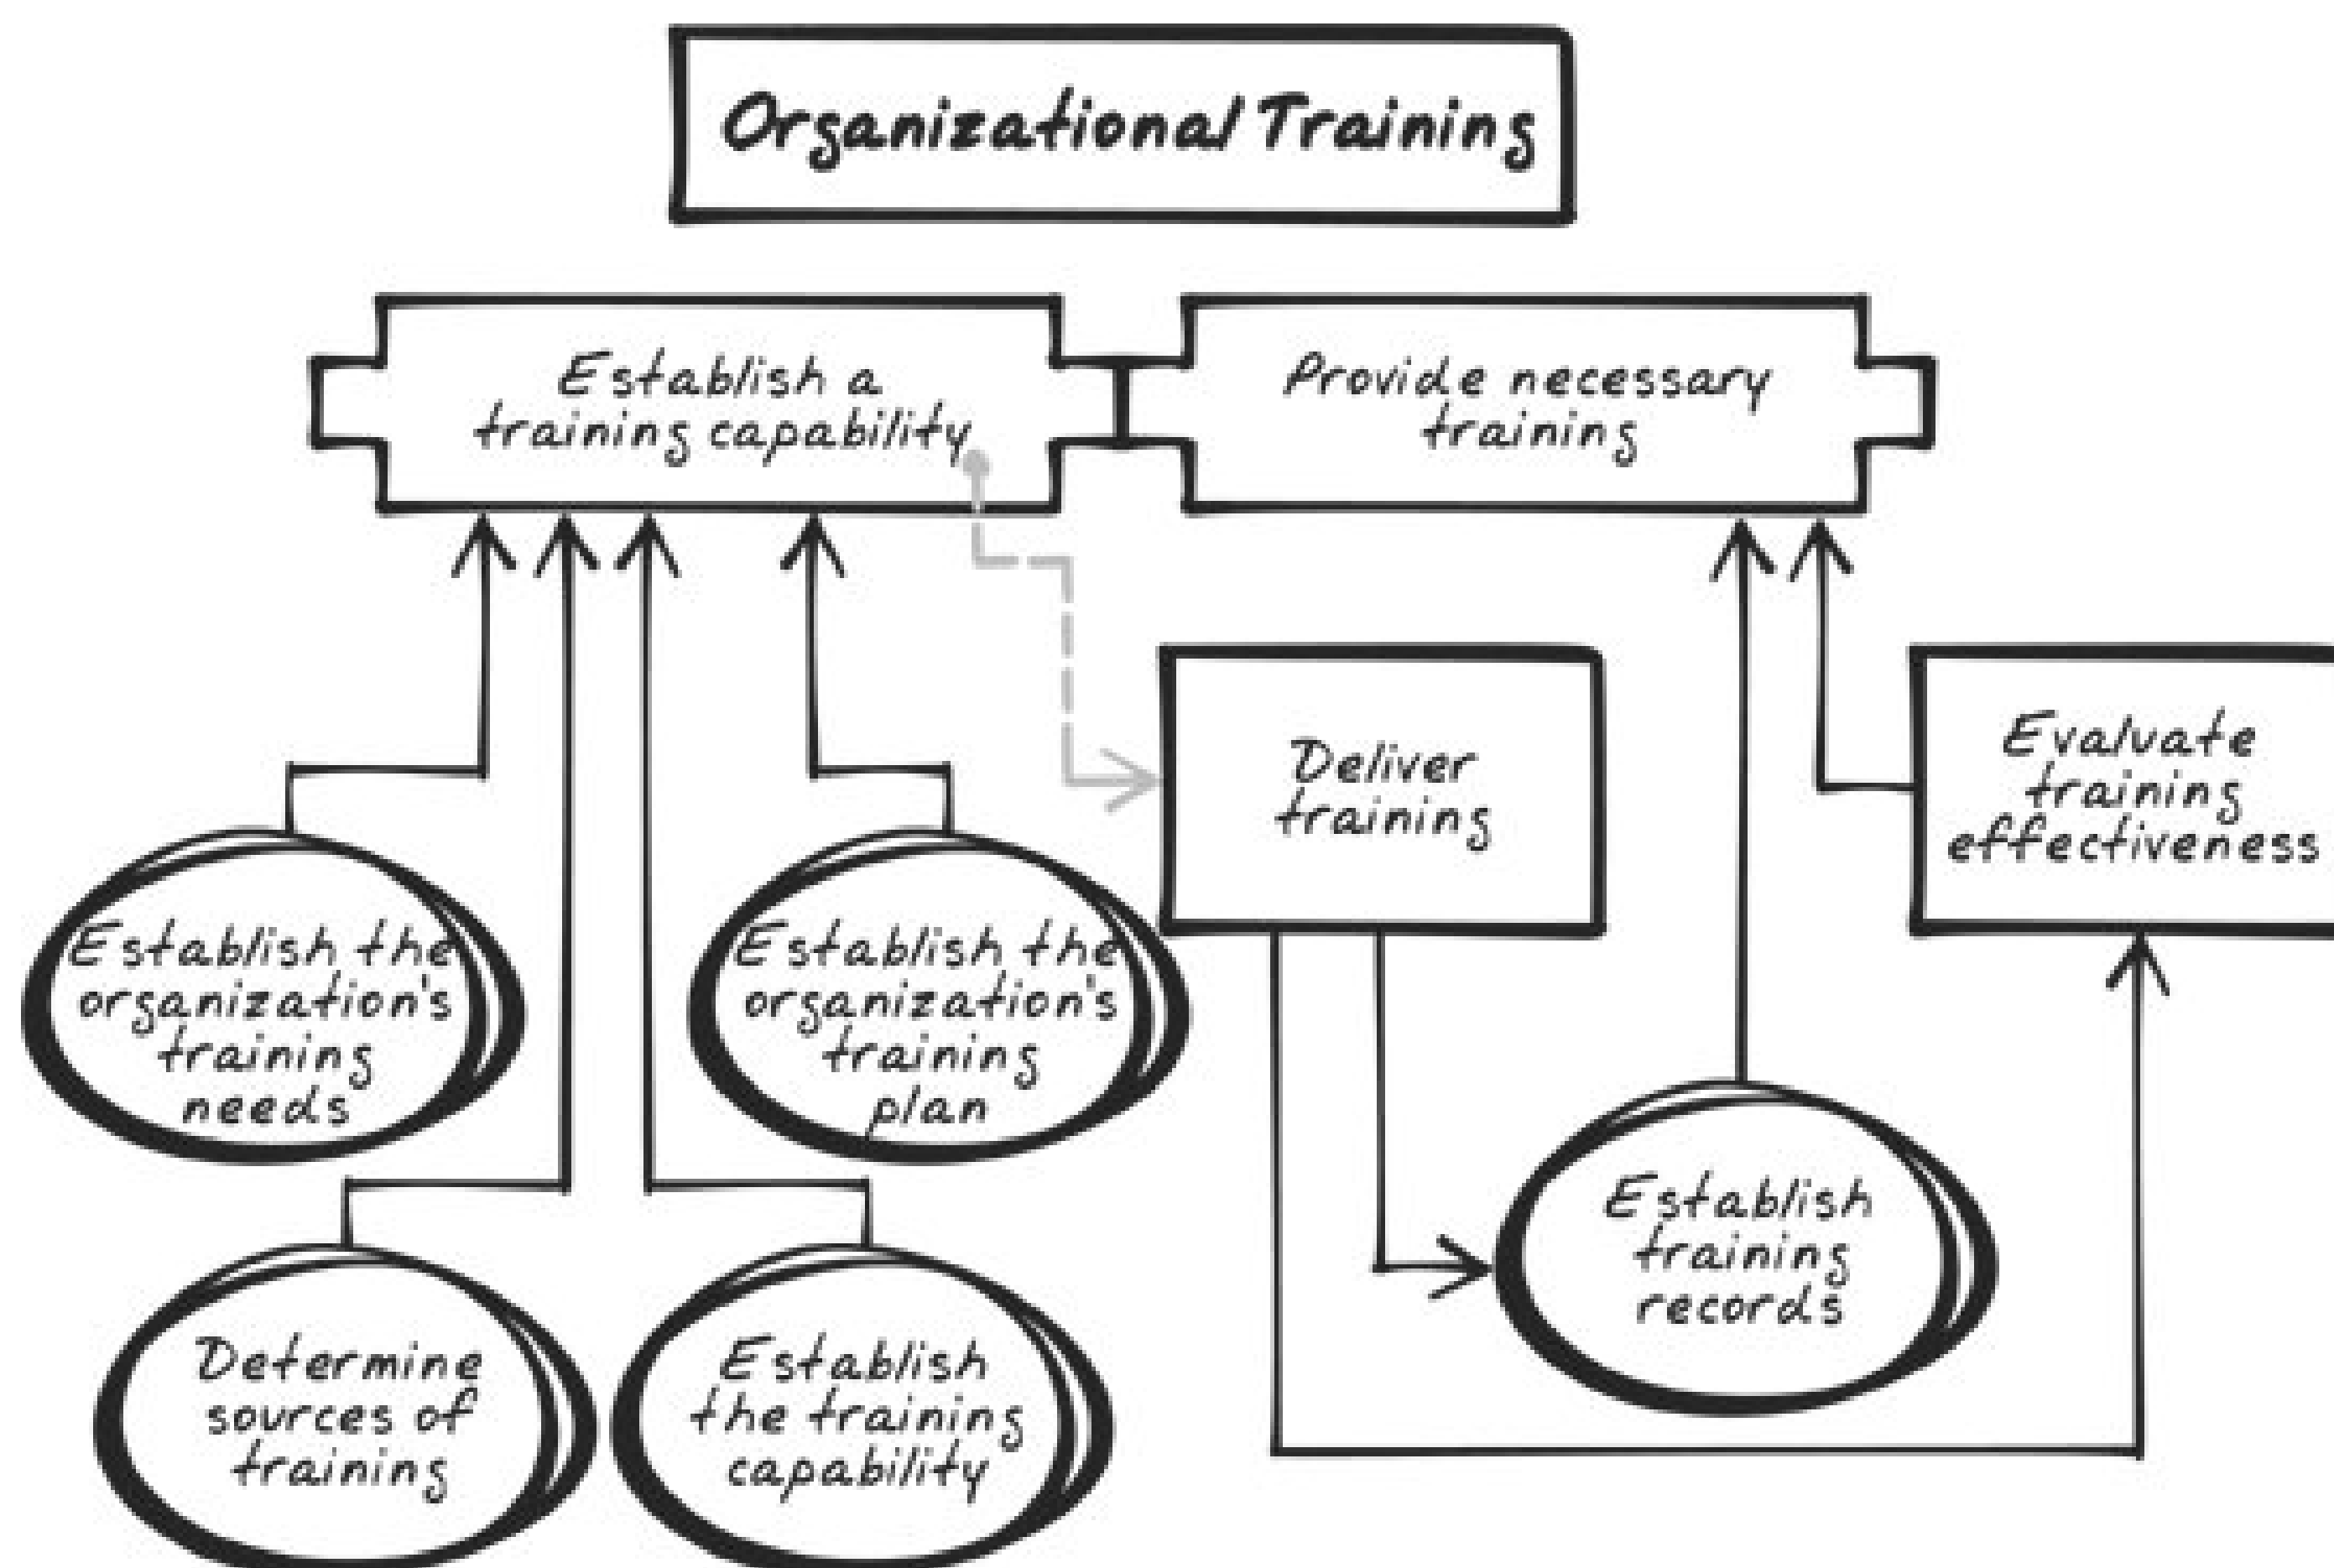 Organizational Training
Establish a
training capability
Provide necessary
training
Deliver
training
Evaluate
training
effectiveness
Establish the
organization's
training
needs
Establish the
organization's
training
plan
Establish
training
records
Determine
sources of
training
Establish
the training
capability